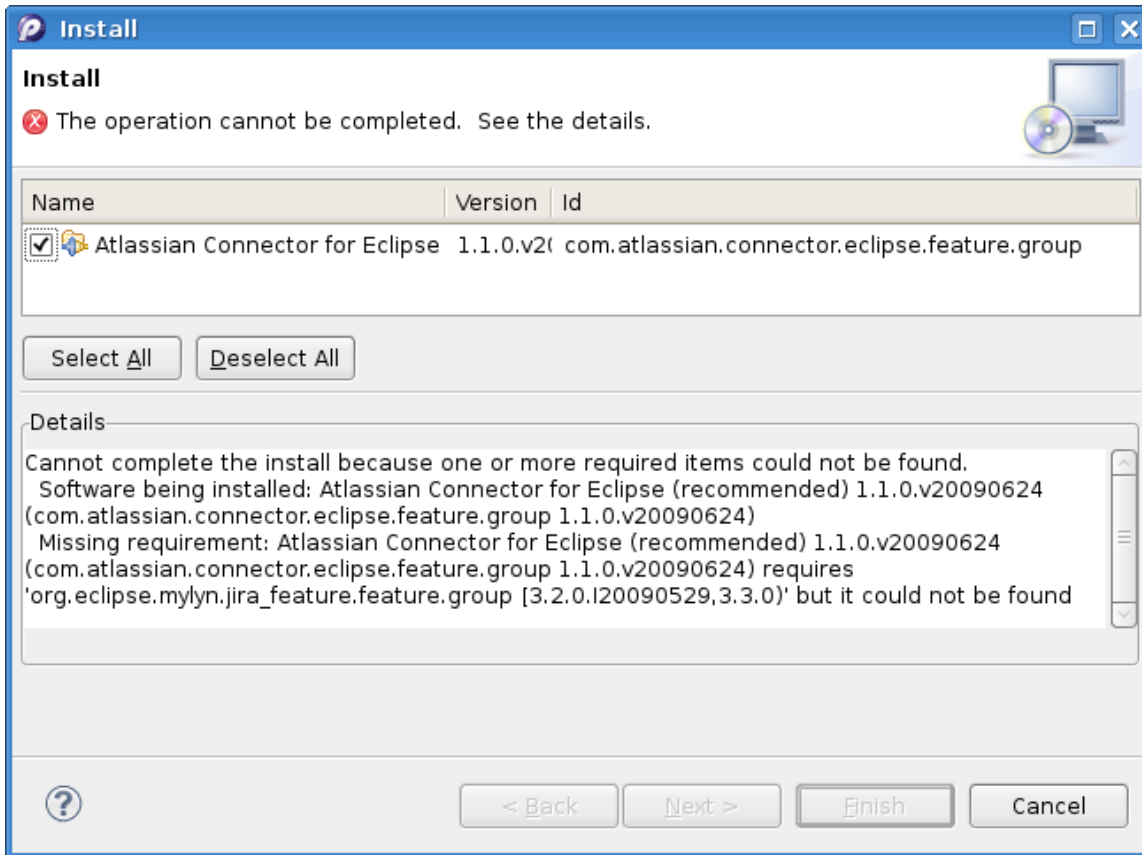 Install
Install
The operation cannot be completed.  See the details.
Name Version Id
Atlassian Connector for Eclipse 1.1.0.v2( com.atlassian.connector.eclipse.feature.group
Select All Deselect All
Details
Cannot complete the install because one or more required items could not be found.
Software being installed: Atlassian Connector for Eclipse (recommended) 1.1.0.v20090624
(com.atlassian.connector.eclipse.feature.group 1.1.0.v20090624)
Missing requirement: Atlassian Connector for Eclipse (recommended) 1.1.0.v20090624
(com.atlassian.connector.eclipse.feature.group 1.1.0.v20090624) requires
'org.eclipse.mylyn.jira_feature.feature.group [3.2.0.I20090529,3.3.0)' but it could not be found
? < Back Next > Finish Cancel